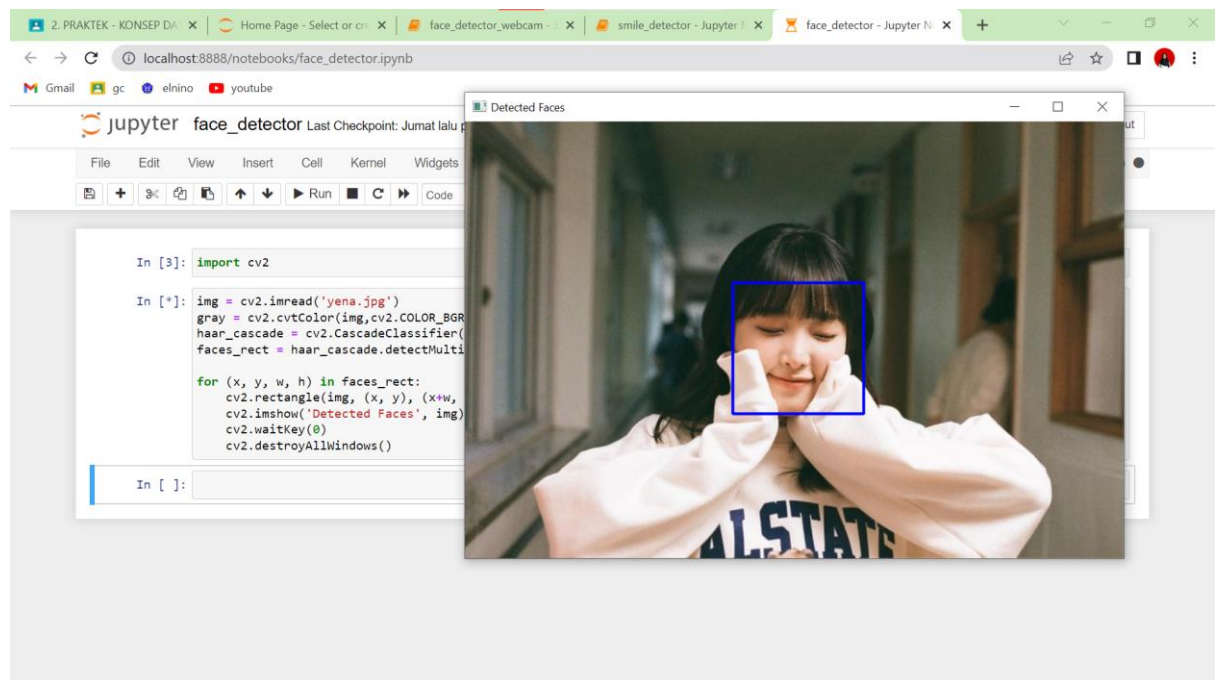 2. PRAKTEK - KONSEP DA
Home Page - Select or cre
face_detector_webcam - J
smile_detector - Jupyter N
face_detector - Jupyter No
localhost:8888/notebooks/face_detector.ipynb
Gmail
gc
elnino
youtube
Detected Faces
jupyter face_detector Last Checkpoint: Jumat lalu p
ut
File Edit View Insert Cell Kernel Widgets
Run
Code
In [3]: import cv2
In [*]: img = cv2.imread('yena.jpg')
gray = cv2.cvtColor(img,cv2.COLOR_BGR
haar_cascade = cv2.CascadeClassifier(
faces_rect = haar_cascade.detectMulti
for (x, y, w, h) in faces_rect:
cv2.rectangle(img, (x, y), (x+w,
cv2.imshow('Detected Faces', img)
cv2.waitKey(0)
cv2.destroyAllWindows()
In [ ]:
ALSTATE